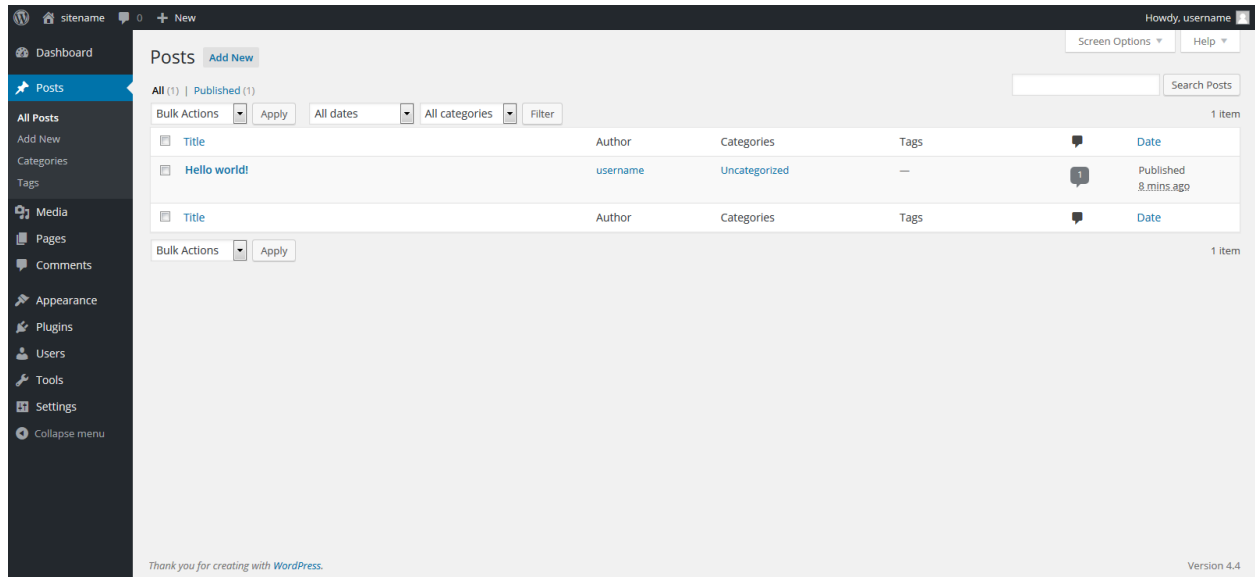 sitename 0 + New Howdy, username
Screen Options ▼ Help ▼
Dashboard
Posts
All Posts
Add New
Categories
Tags
Media
Pages
Comments
Appearance
Plugins
Users
Tools
Settings
Collapse menu
Posts Add New
All (1) | Published (1)
Search Posts
Bulk Actions Apply All dates All categories Filter 1 item
Title Author Categories Tags Date
Hello world! username Uncategorized — 1 Published
8 mins ago
Title Author Categories Tags Date
Bulk Actions Apply 1 item
Thank you for creating with WordPress. Version 4.4